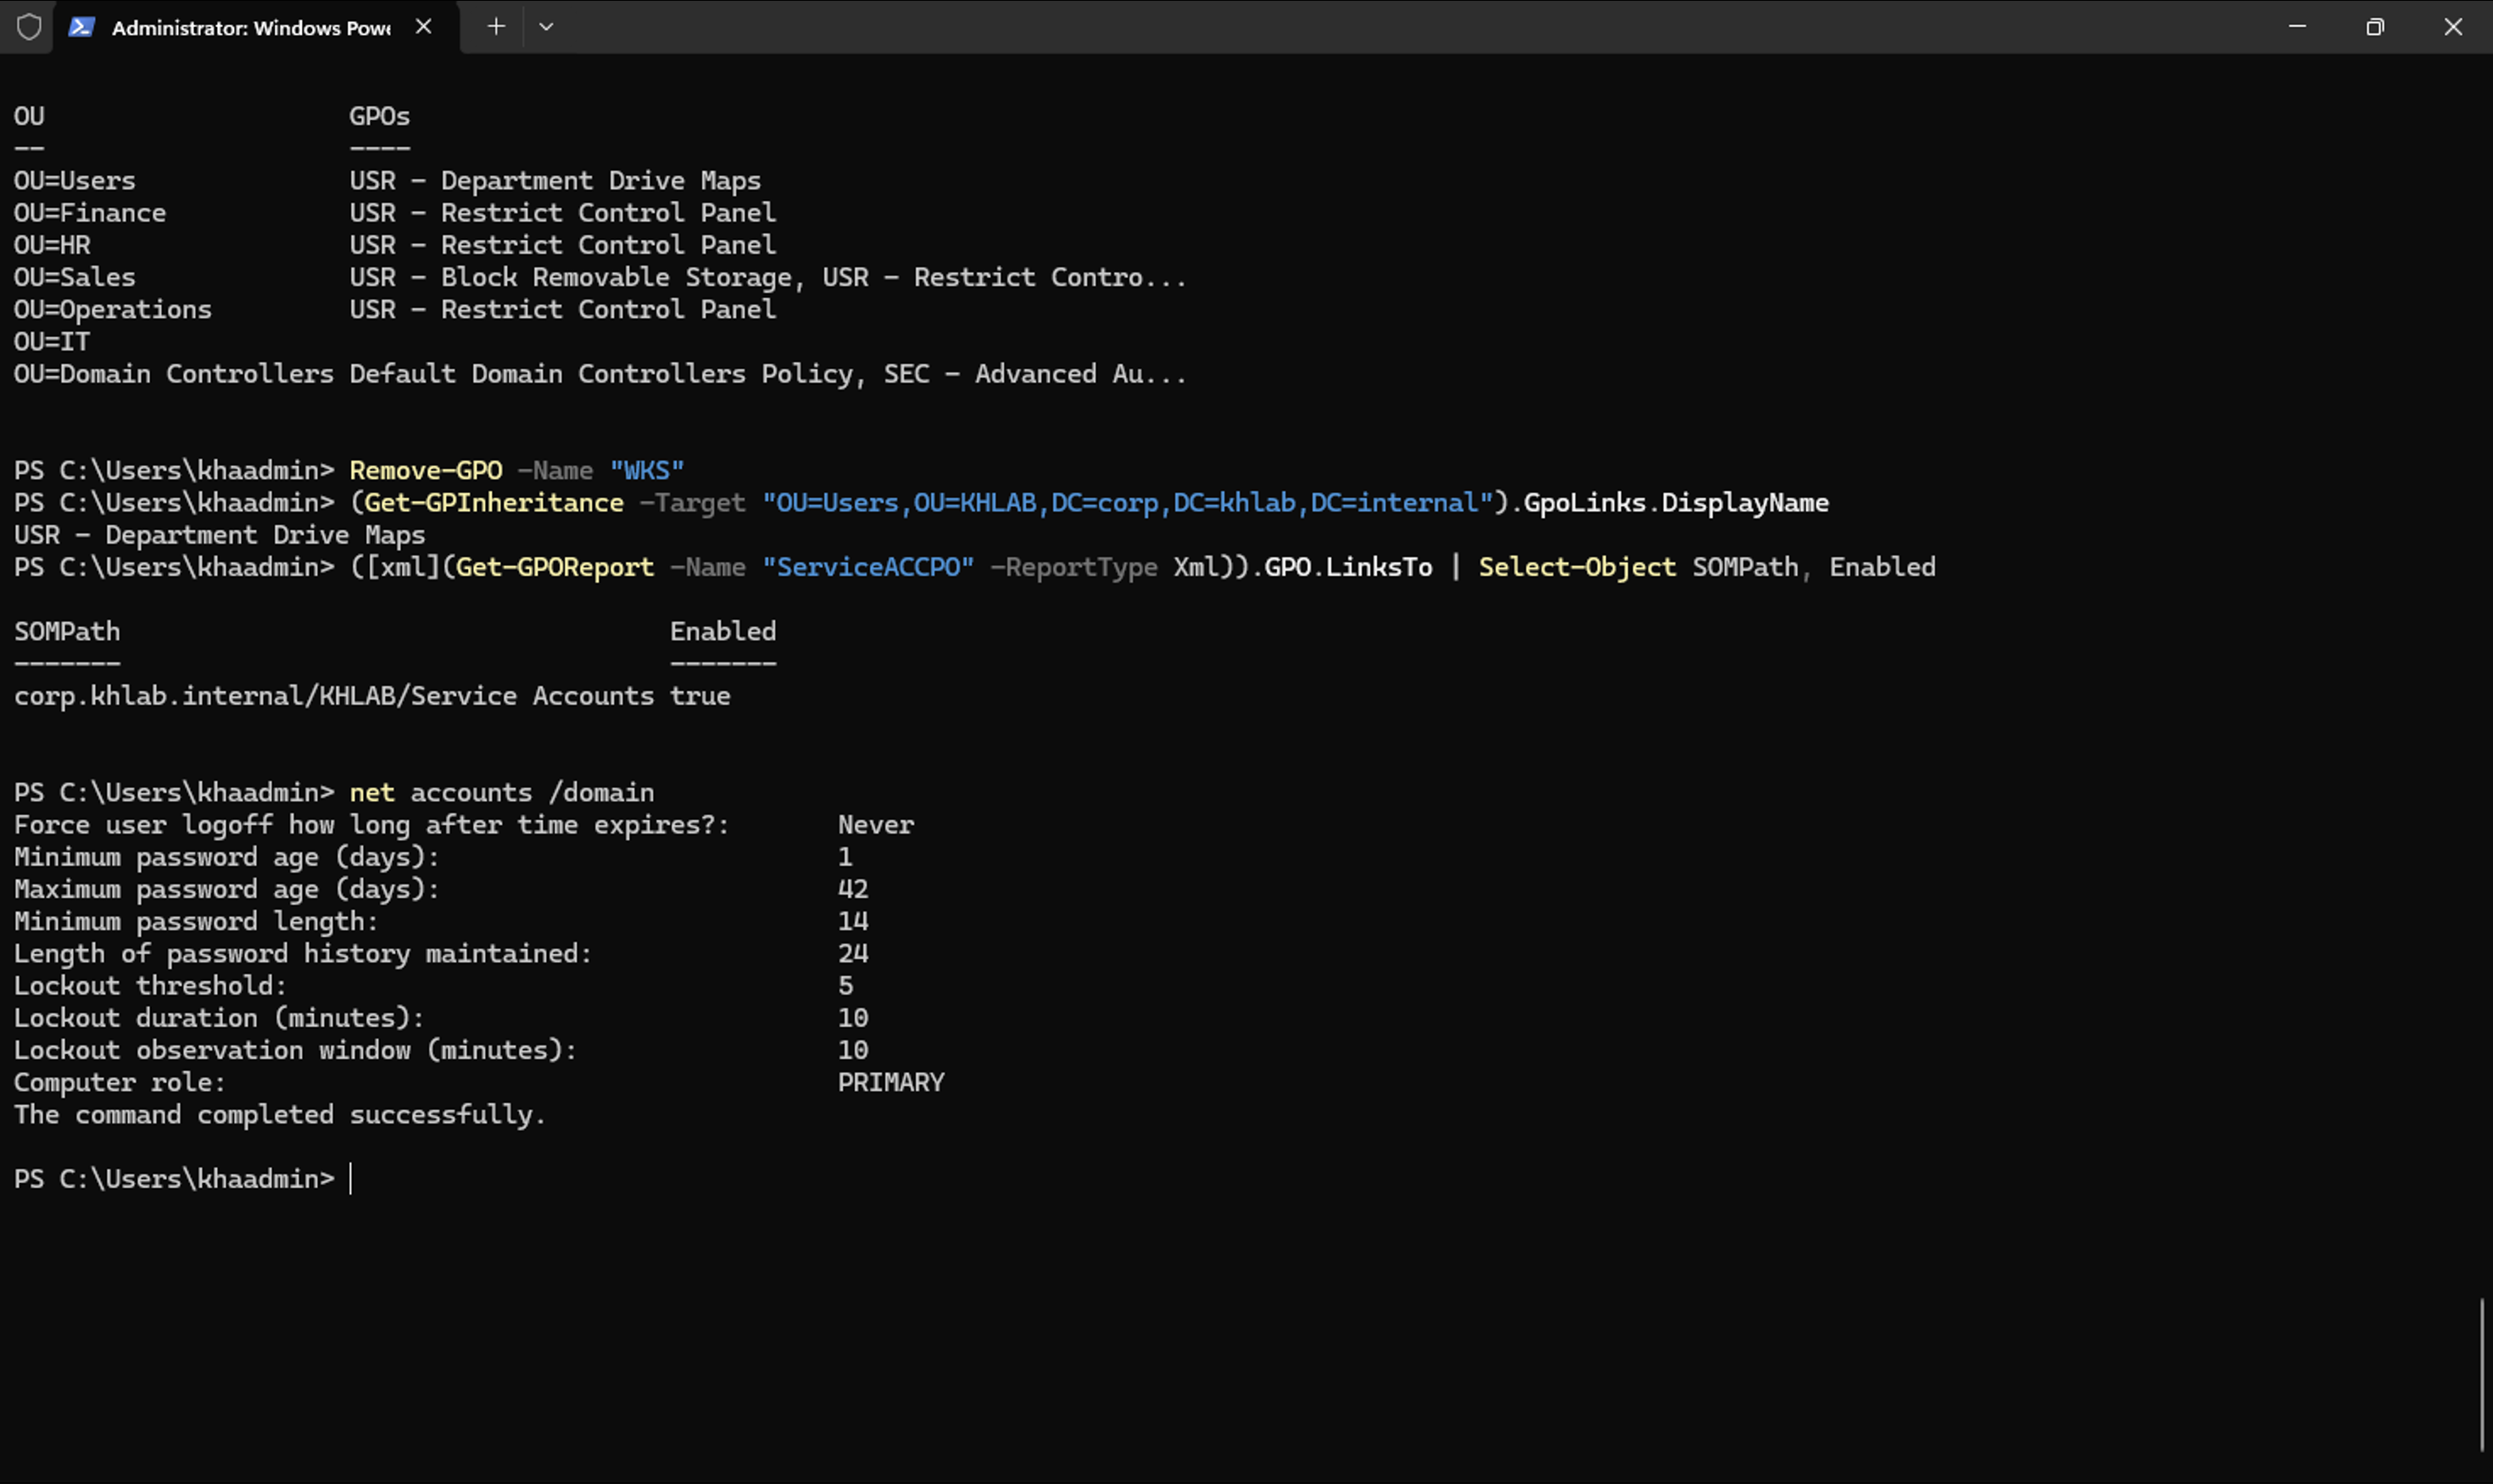 Administrator: Windows Powe
OU GPOs
-- ----
OU=Users USR - Department Drive Maps
OU=Finance USR - Restrict Control Panel
OU=HR USR - Restrict Control Panel
OU=Sales USR - Block Removable Storage, USR - Restrict Contro...
OU=Operations USR - Restrict Control Panel
OU=IT
OU=Domain Controllers Default Domain Controllers Policy, SEC - Advanced Au...
PS C:\Users\khaadmin> Remove-GPO -Name "WKS"
PS C:\Users\khaadmin> (Get-GPInheritance -Target "OU=Users,OU=KHLAB,DC=corp,DC=khlab,DC=internal").GpoLinks.DisplayName
USR - Department Drive Maps
PS C:\Users\khaadmin> ([xml](Get-GPOReport -Name "ServiceACCPO" -ReportType Xml)).GPO.LinksTo | Select-Object SOMPath, Enabled
SOMPath Enabled
------- -------
corp.khlab.internal/KHLAB/Service Accounts true
PS C:\Users\khaadmin> net accounts /domain
Force user logoff how long after time expires?: Never
Minimum password age (days): 1
Maximum password age (days): 42
Minimum password length: 14
Length of password history maintained: 24
Lockout threshold: 5
Lockout duration (minutes): 10
Lockout observation window (minutes): 10
Computer role: PRIMARY
The command completed successfully.
PS C:\Users\khaadmin>